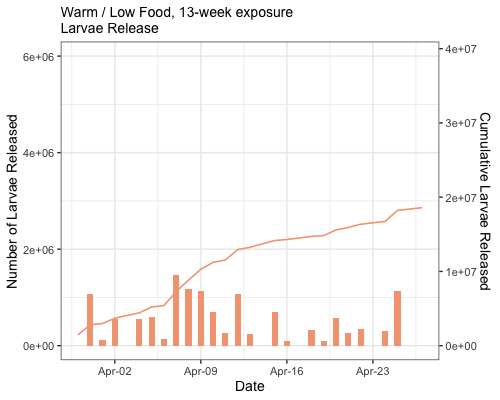 Warm / Low Food, 13-week exposure
Larvae Release
Number of Larvae Released
6e+06
4e+06
2e+06
0e+00
4e+07
3e+07
2e+07
1e+07
0e+00
Cumulative Larvae Released
Apr-02
Apr-09
Apr-16
Apr-23
Date